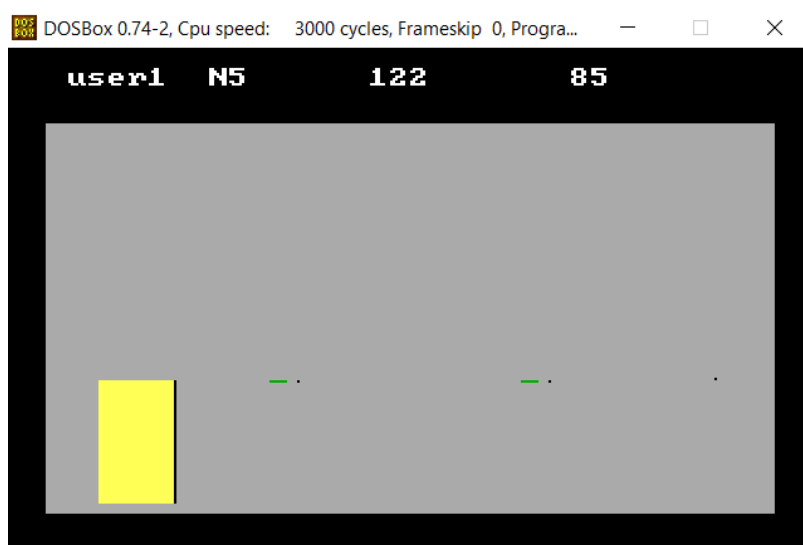 DOSBox 0.74-2, Cpu speed: 3000 cycles, Frameskip 0, Progra...
user1 N5 122 85